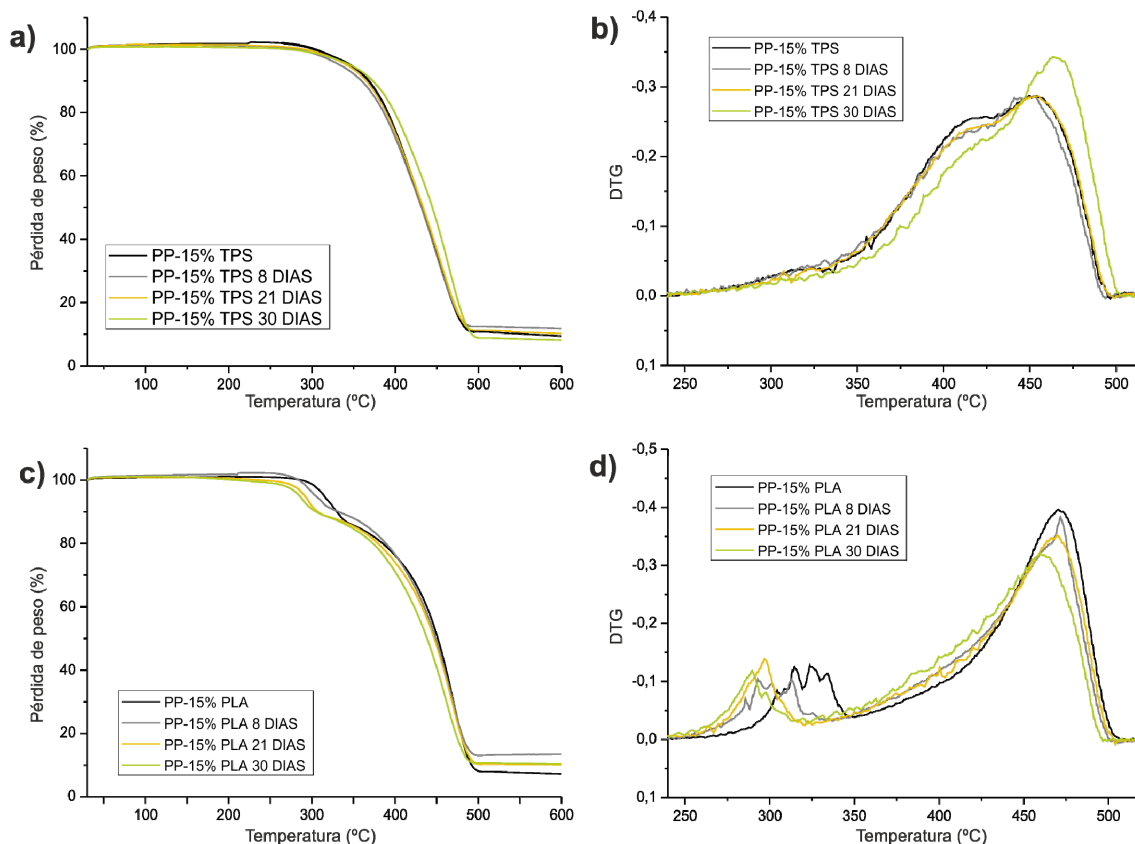 a)
Pérdida de peso (%)
100
80
60
40
20
0
PP-15% TPS
PP-15% TPS 8 DIAS
PP-15% TPS 21 DIAS
PP-15% TPS 30 DIAS
100 200 300 400 500 600
Temperatura (ºC)
b)
DTG
-0,4
-0,3
-0,2
-0,1
0,0
0,1
PP-15% TPS
PP-15% TPS 8 DIAS
PP-15% TPS 21 DIAS
PP-15% TPS 30 DIAS
250 300 350 400 450 500
Temperatura (ºC)
c)
Pérdida de peso (%)
100
80
60
40
20
0
PP-15% PLA
PP-15% PLA 8 DIAS
PP-15% PLA 21 DIAS
PP-15% PLA 30 DIAS
100 200 300 400 500 600
Temperatura (ºC)
d)
DTG
-0,5
-0,4
-0,3
-0,2
-0,1
0,0
0,1
PP-15% PLA
PP-15% PLA 8 DIAS
PP-15% PLA 21 DIAS
PP-15% PLA 30 DIAS
250 300 350 400 450 500
Temperatura (ºC)